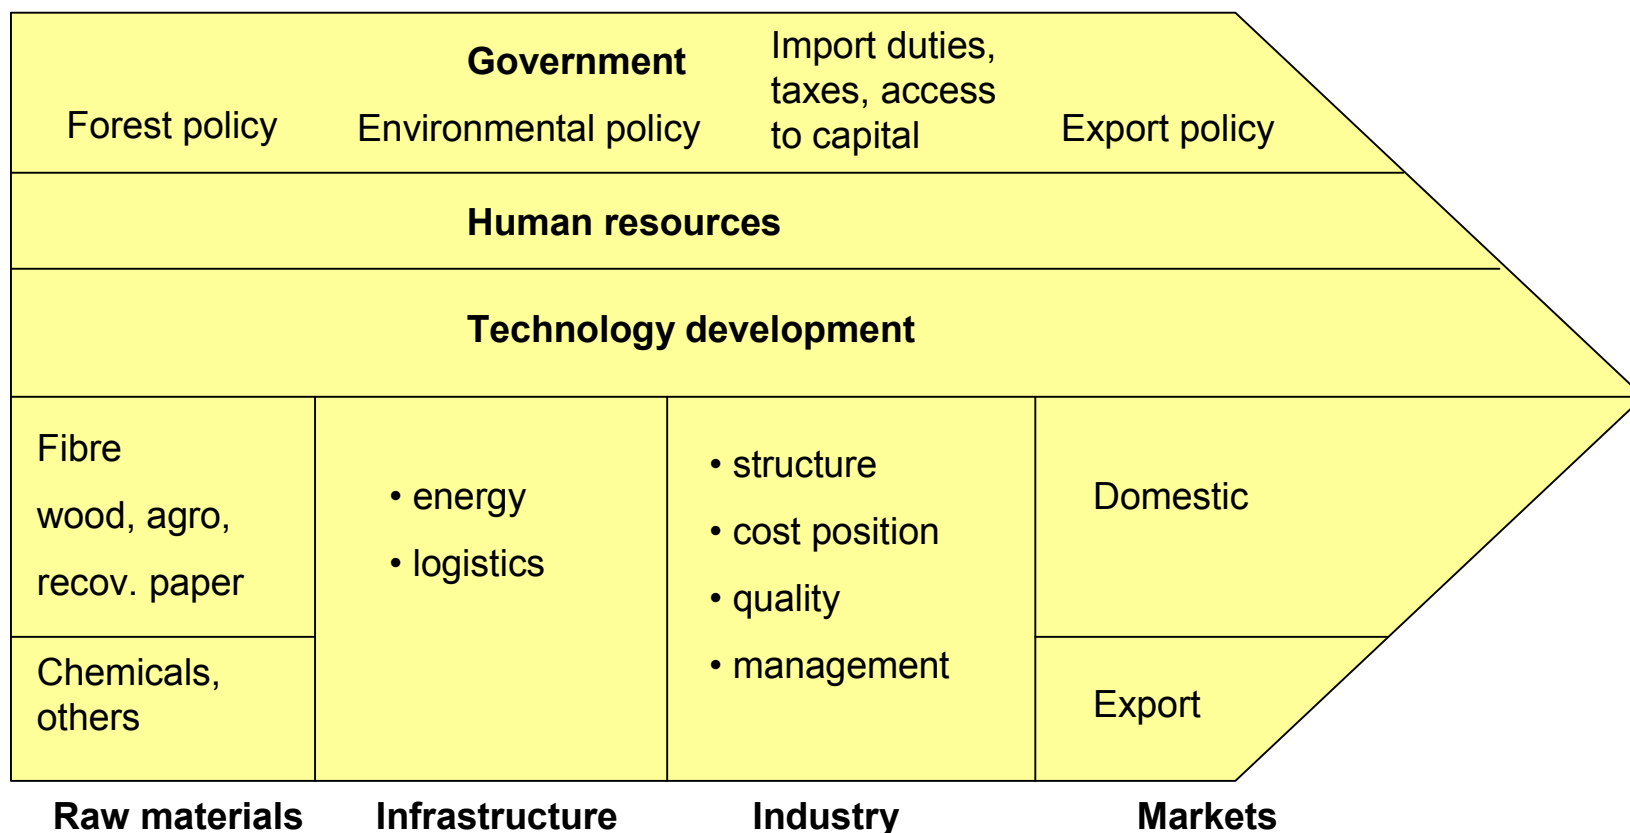 Government
Import duties,
taxes, access
to capital
Forest policy
Environmental policy
Export policy
Human resources
Technology development
Fibre
wood, agro,
recov. paper
Chemicals,
others
• energy
• logistics
• structure
• cost position
• quality
• management
Domestic
Export
Raw materials
Infrastructure
Industry
Markets